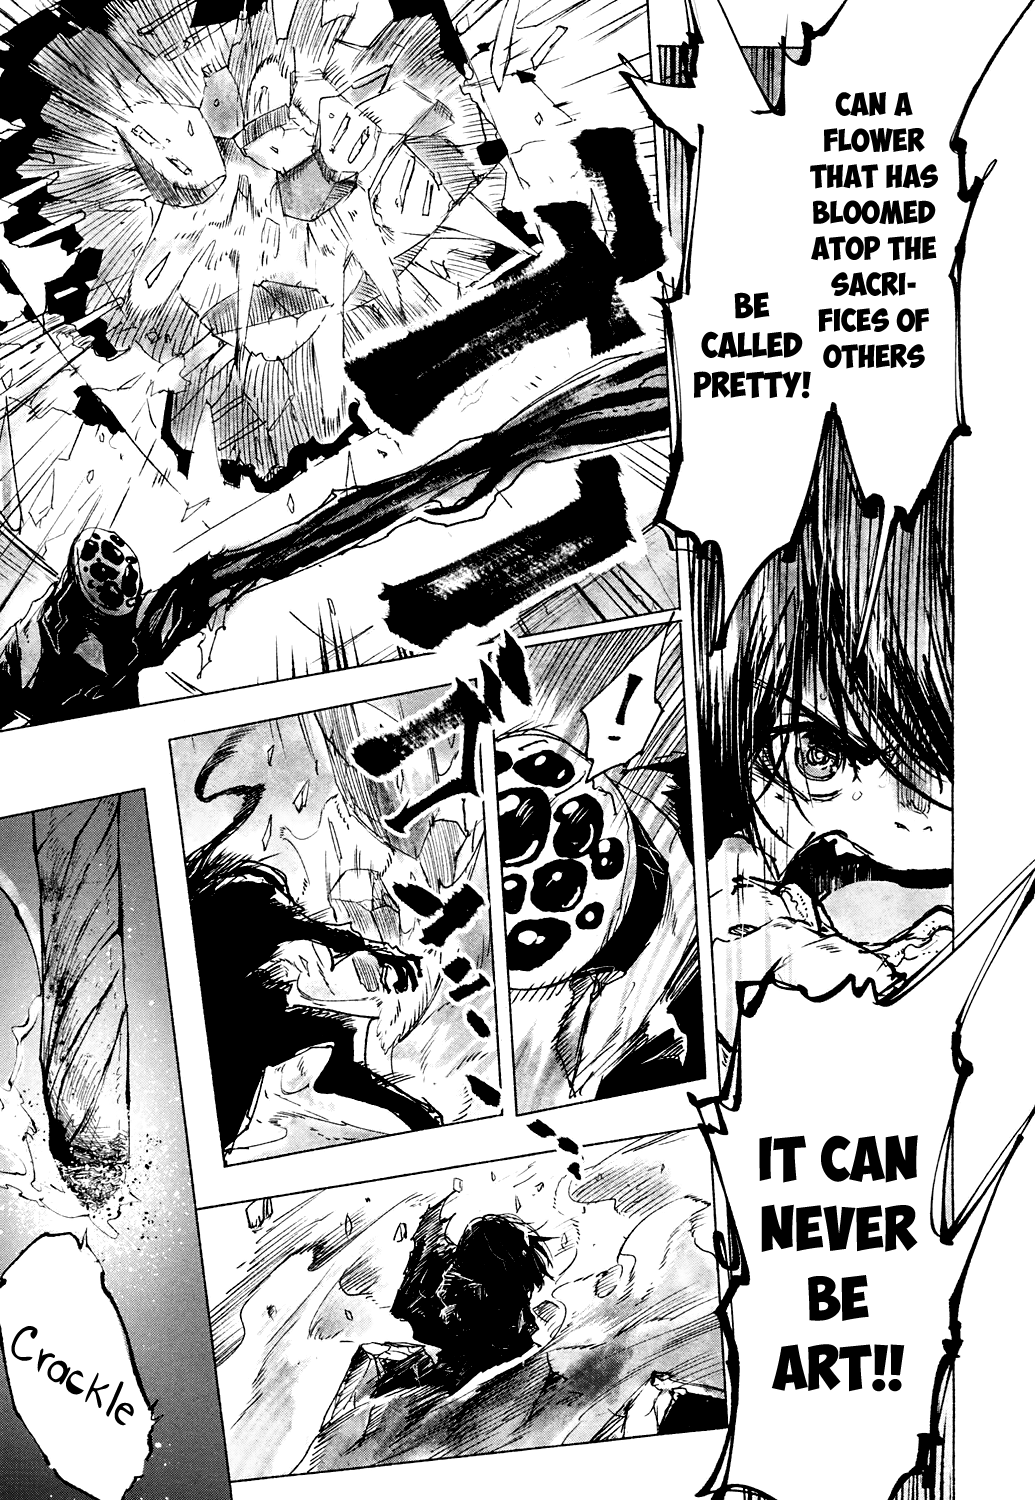 CAN A
FLOWER
THAT HAS
BLOOMED
ATOP THE
SACRI-
FICES OF
OTHERS
BE
CALLED
PRETTY!
!
IT CAN
NEVER
BE
ART!!
Crackle